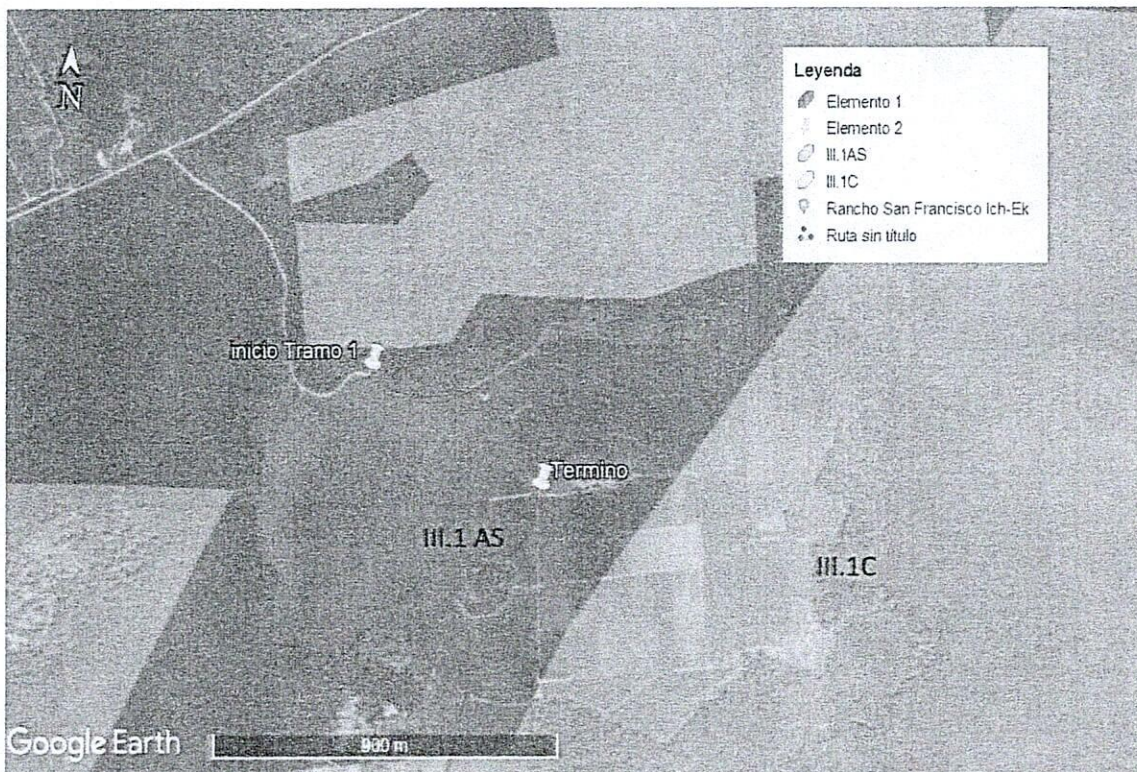 N
Leyenda
Elemento 1
Elemento 2
III.1AS
III.1C
Rancho San Francisco Ich-Ek
Ruta sin título
inicio Tramo 1
Termino
III.1 AS
III.1C
Google Earth
900 m